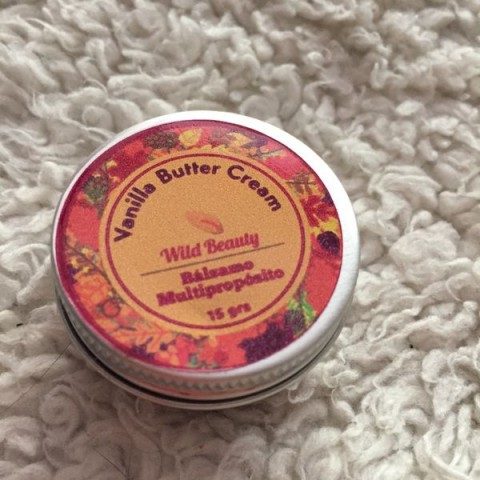 Vanilla Butter Cream
Wild Beauty
Bálsamo
Multipropósito
15 grs